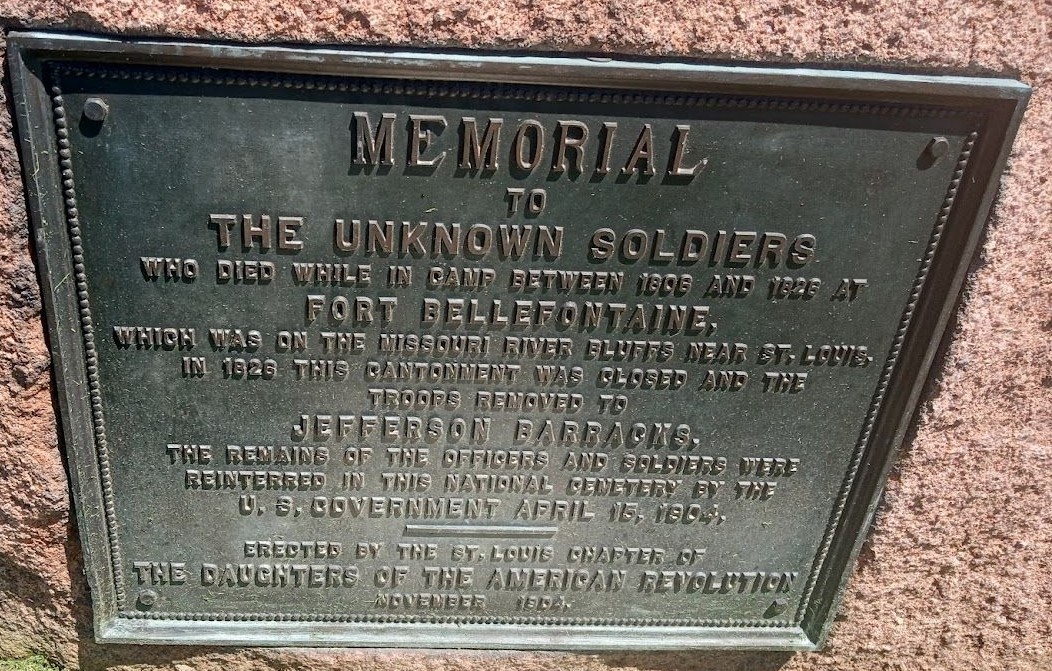 MEMORIAL
TO
THE UNKNOWN SOLDIERS
WHO DIED WHILE IN CAMP BETWEEN 1806 AND 1826 AT
FORT BELLEFONTAINE,
WHICH WAS ON THE MISSOURI RIVER BLUFFS NEAR ST. LOUIS.
IN 1826 THIS CANTONMENT WAS CLOSED AND THE
TROOPS REMOVED TO
JEFFERSON BARRACKS.
THE REMAINS OF THE OFFICERS AND SOLDIERS WERE
REINTERRED IN THIS NATIONAL CEMETERY BY THE
U. S. GOVERNMENT APRIL 15, 1904.
ERECTED BY THE ST. LOUIS CHAPTER OF
THE DAUGHTERS OF THE AMERICAN REVOLUTION
NOVEMBER 1904.